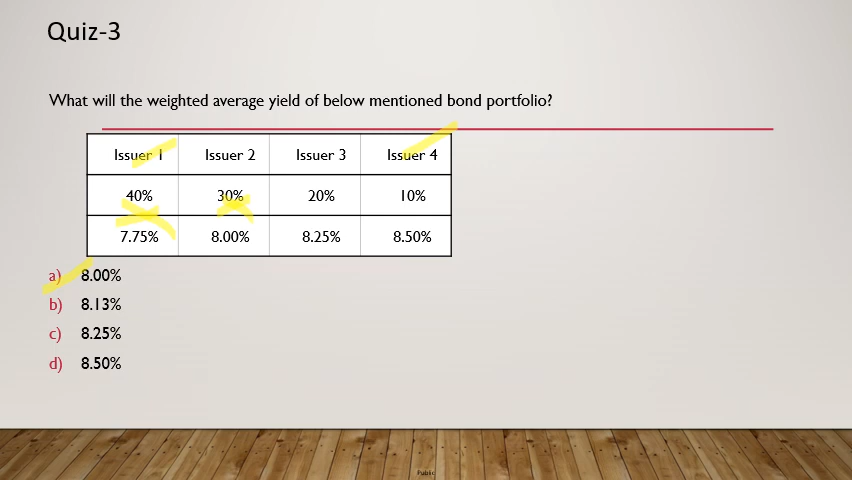 Quiz-3
What will the weighted average yield of below mentioned bond portfolio?
Issuer 1 Issuer 2 Issuer 3 Issuer 4
40% 30% 20% 10%
7.75% 8.00% 8.25% 8.50%
a) 8.00%
b) 8.13%
c) 8.25%
d) 8.50%
Public